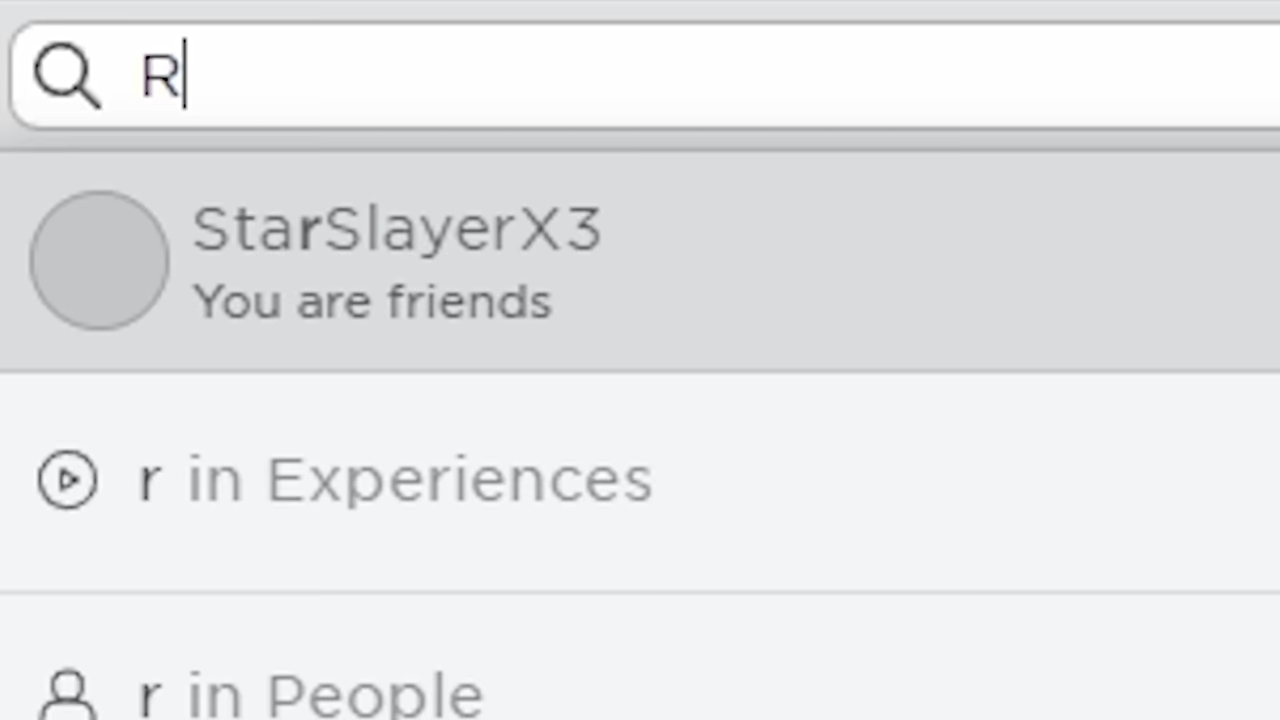 R
StarSlayerX3
You are friends
r in Experiences
r in People